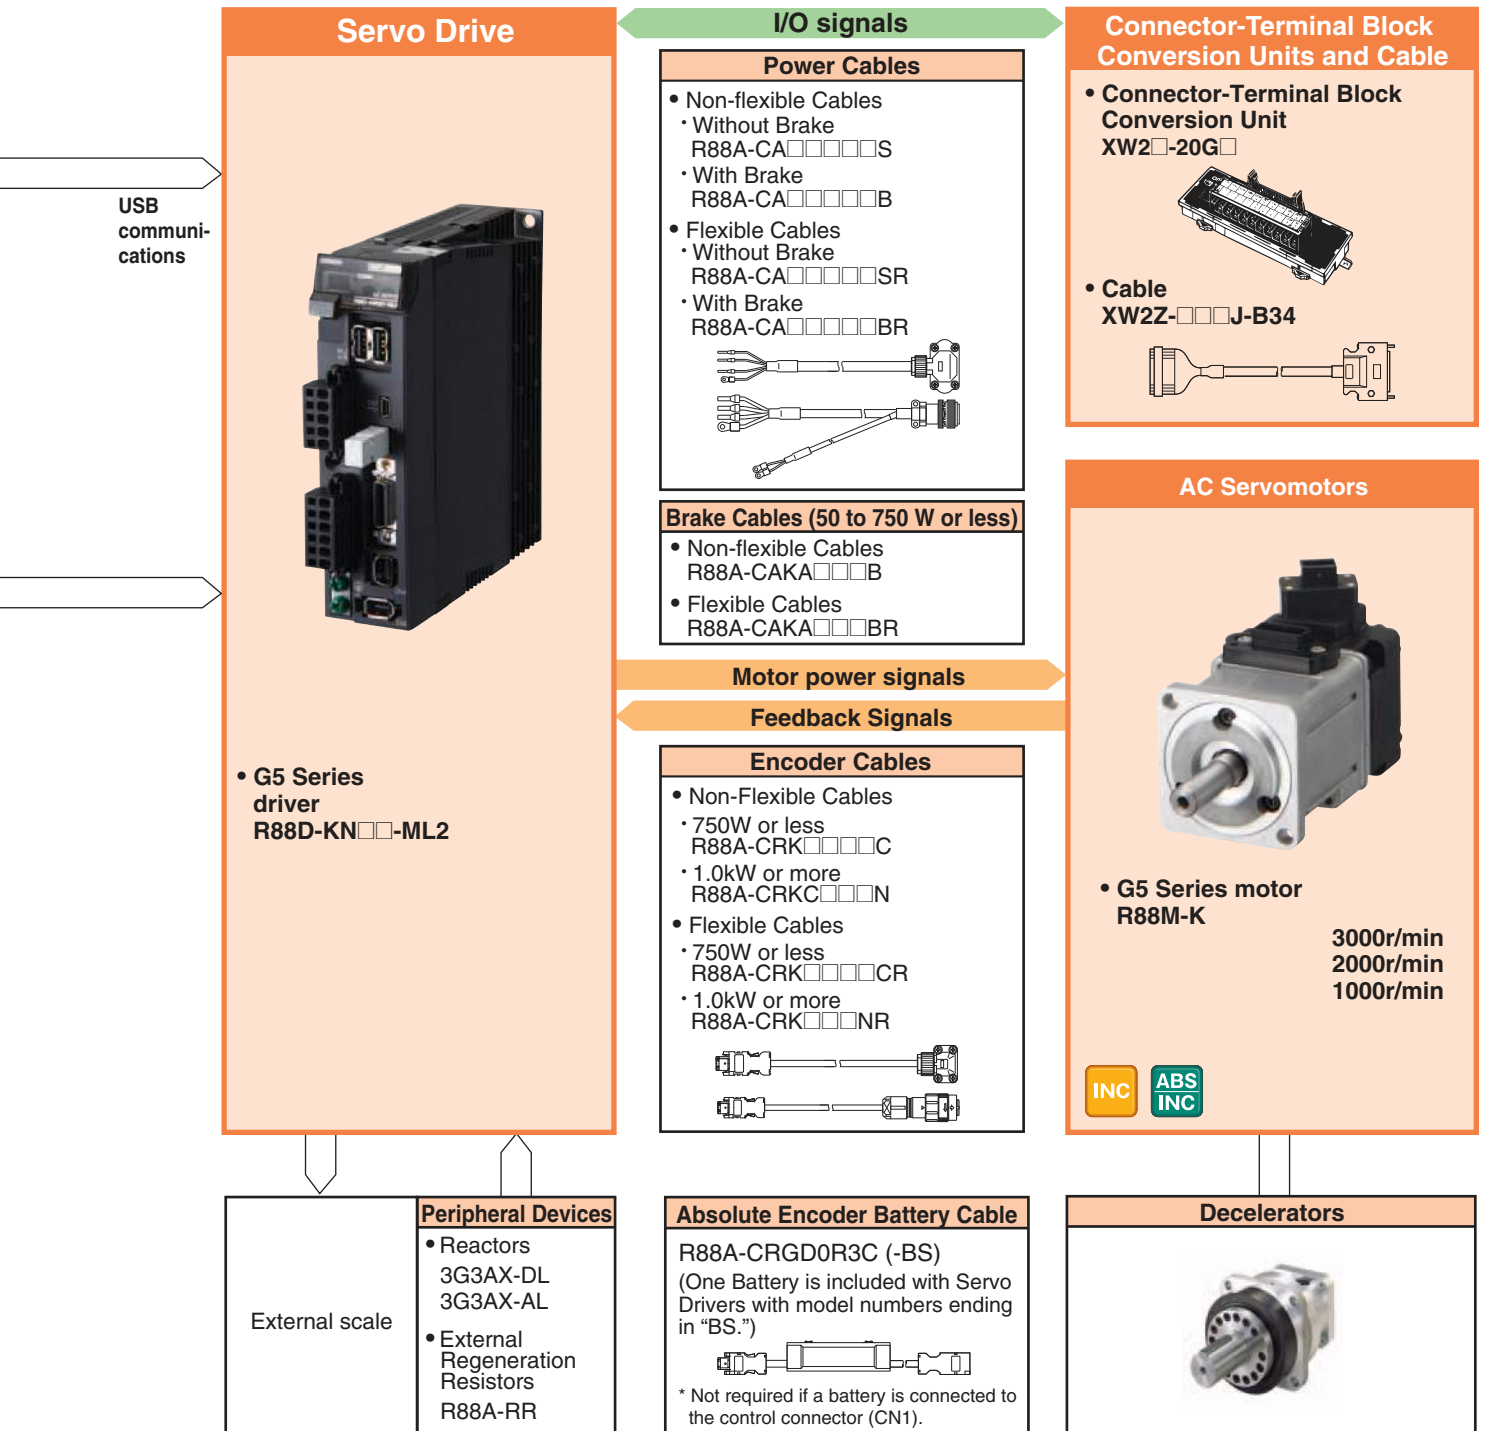 Servo Drive
USB
communi-
cations
• G5 Series
driver
R88D-KN□□-ML2
I/O signals
Power Cables
• Non-flexible Cables
・Without Brake
R88A-CA□□□□□S
・With Brake
R88A-CA□□□□□B
• Flexible Cables
・Without Brake
R88A-CA□□□□□SR
・With Brake
R88A-CA□□□□□BR
Brake Cables (50 to 750 W or less)
• Non-flexible Cables
R88A-CAKA□□□B
• Flexible Cables
R88A-CAKA□□□BR
Motor power signals
Feedback Signals
Encoder Cables
• Non-Flexible Cables
・750W or less
R88A-CRK□□□□C
・1.0kW or more
R88A-CRKC□□□N
• Flexible Cables
・750W or less
R88A-CRK□□□□CR
・1.0kW or more
R88A-CRK□□□NR
Connector-Terminal Block
Conversion Units and Cable
• Connector-Terminal Block
Conversion Unit
XW2□-20G□
• Cable
XW2Z-□□□J-B34
AC Servomotors
• G5 Series motor
R88M-K
3000r/min
2000r/min
1000r/min
INC
ABS
INC
External scale
Peripheral Devices
• Reactors
3G3AX-DL
3G3AX-AL
• External
Regeneration
Resistors
R88A-RR
Absolute Encoder Battery Cable
R88A-CRGD0R3C (-BS)
(One Battery is included with Servo
Drivers with model numbers ending
in “BS.”)
* Not required if a battery is connected to
the control connector (CN1).
Decelerators